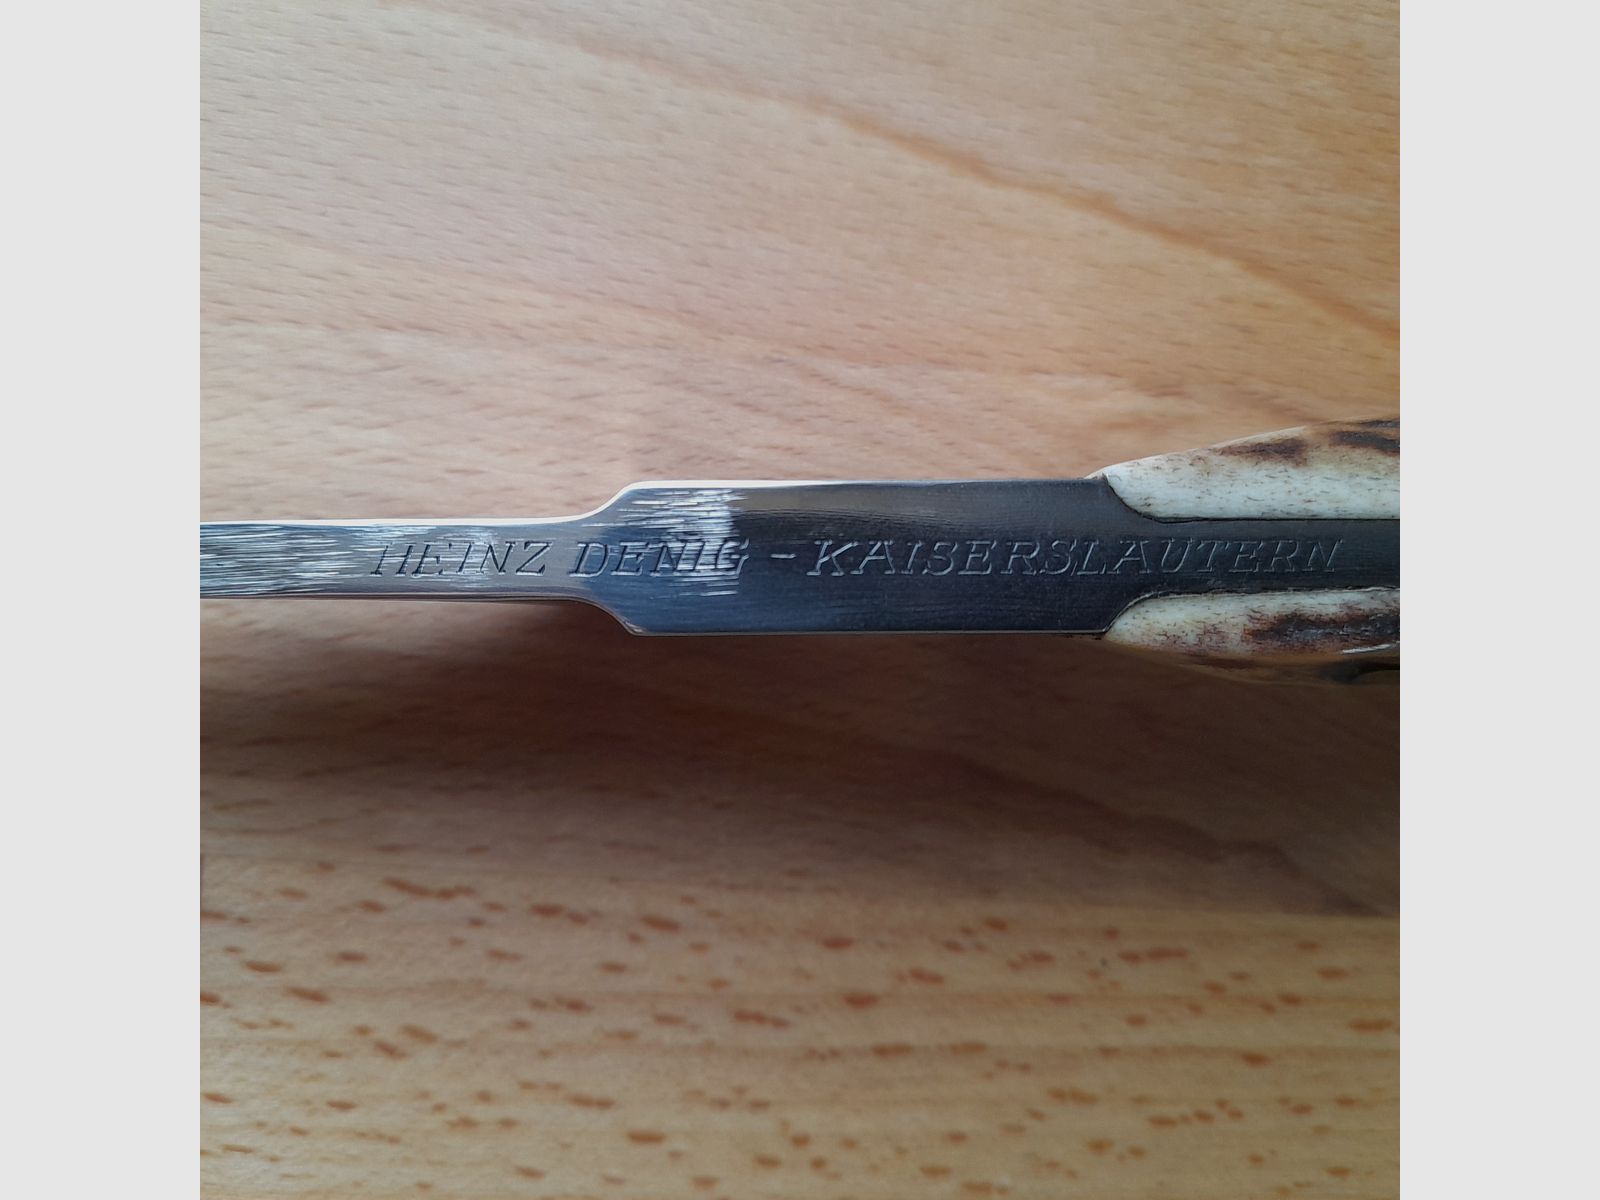 HEINZ DENIG - KAISERSLAUTERN